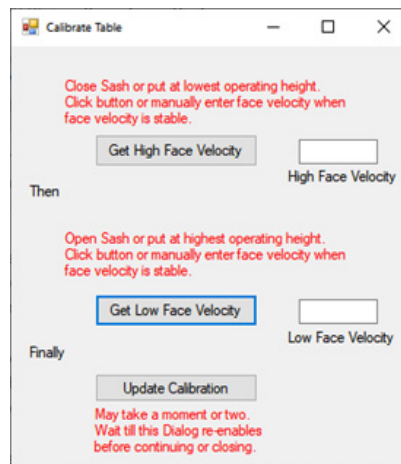 Calibrate Table
Close Sash or put at lowest operating height.
Click button or manually enter face velocity when
face velocity is stable.
Get High Face Velocity
High Face Velocity
Then
Open Sash or put at highest operating height.
Click button or manually enter face velocity when
face velocity is stable.
Get Low Face Velocity
Low Face Velocity
Finally
Update Calibration
May take a moment or two.
Wait till this Dialog re-enables
before continuing or closing.